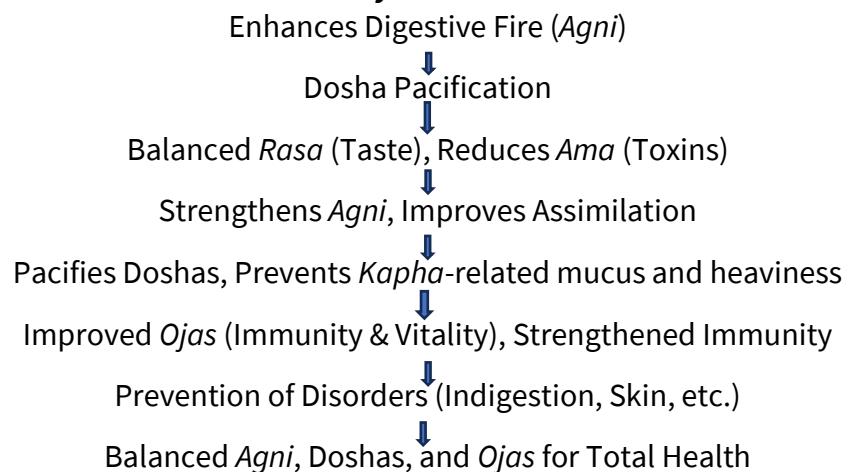 Enhances Digestive Fire (Agni)
Dosha Pacification
Balanced Rasa (Taste), Reduces Ama (Toxins)
Strengthens Agni, Improves Assimilation
Pacifies Doshas, Prevents Kapha-related mucus and heaviness
Improved Ojas (Immunity & Vitality), Strengthened Immunity
Prevention of Disorders (Indigestion, Skin, etc.)
Balanced Agni, Doshas, and Ojas for Total Health